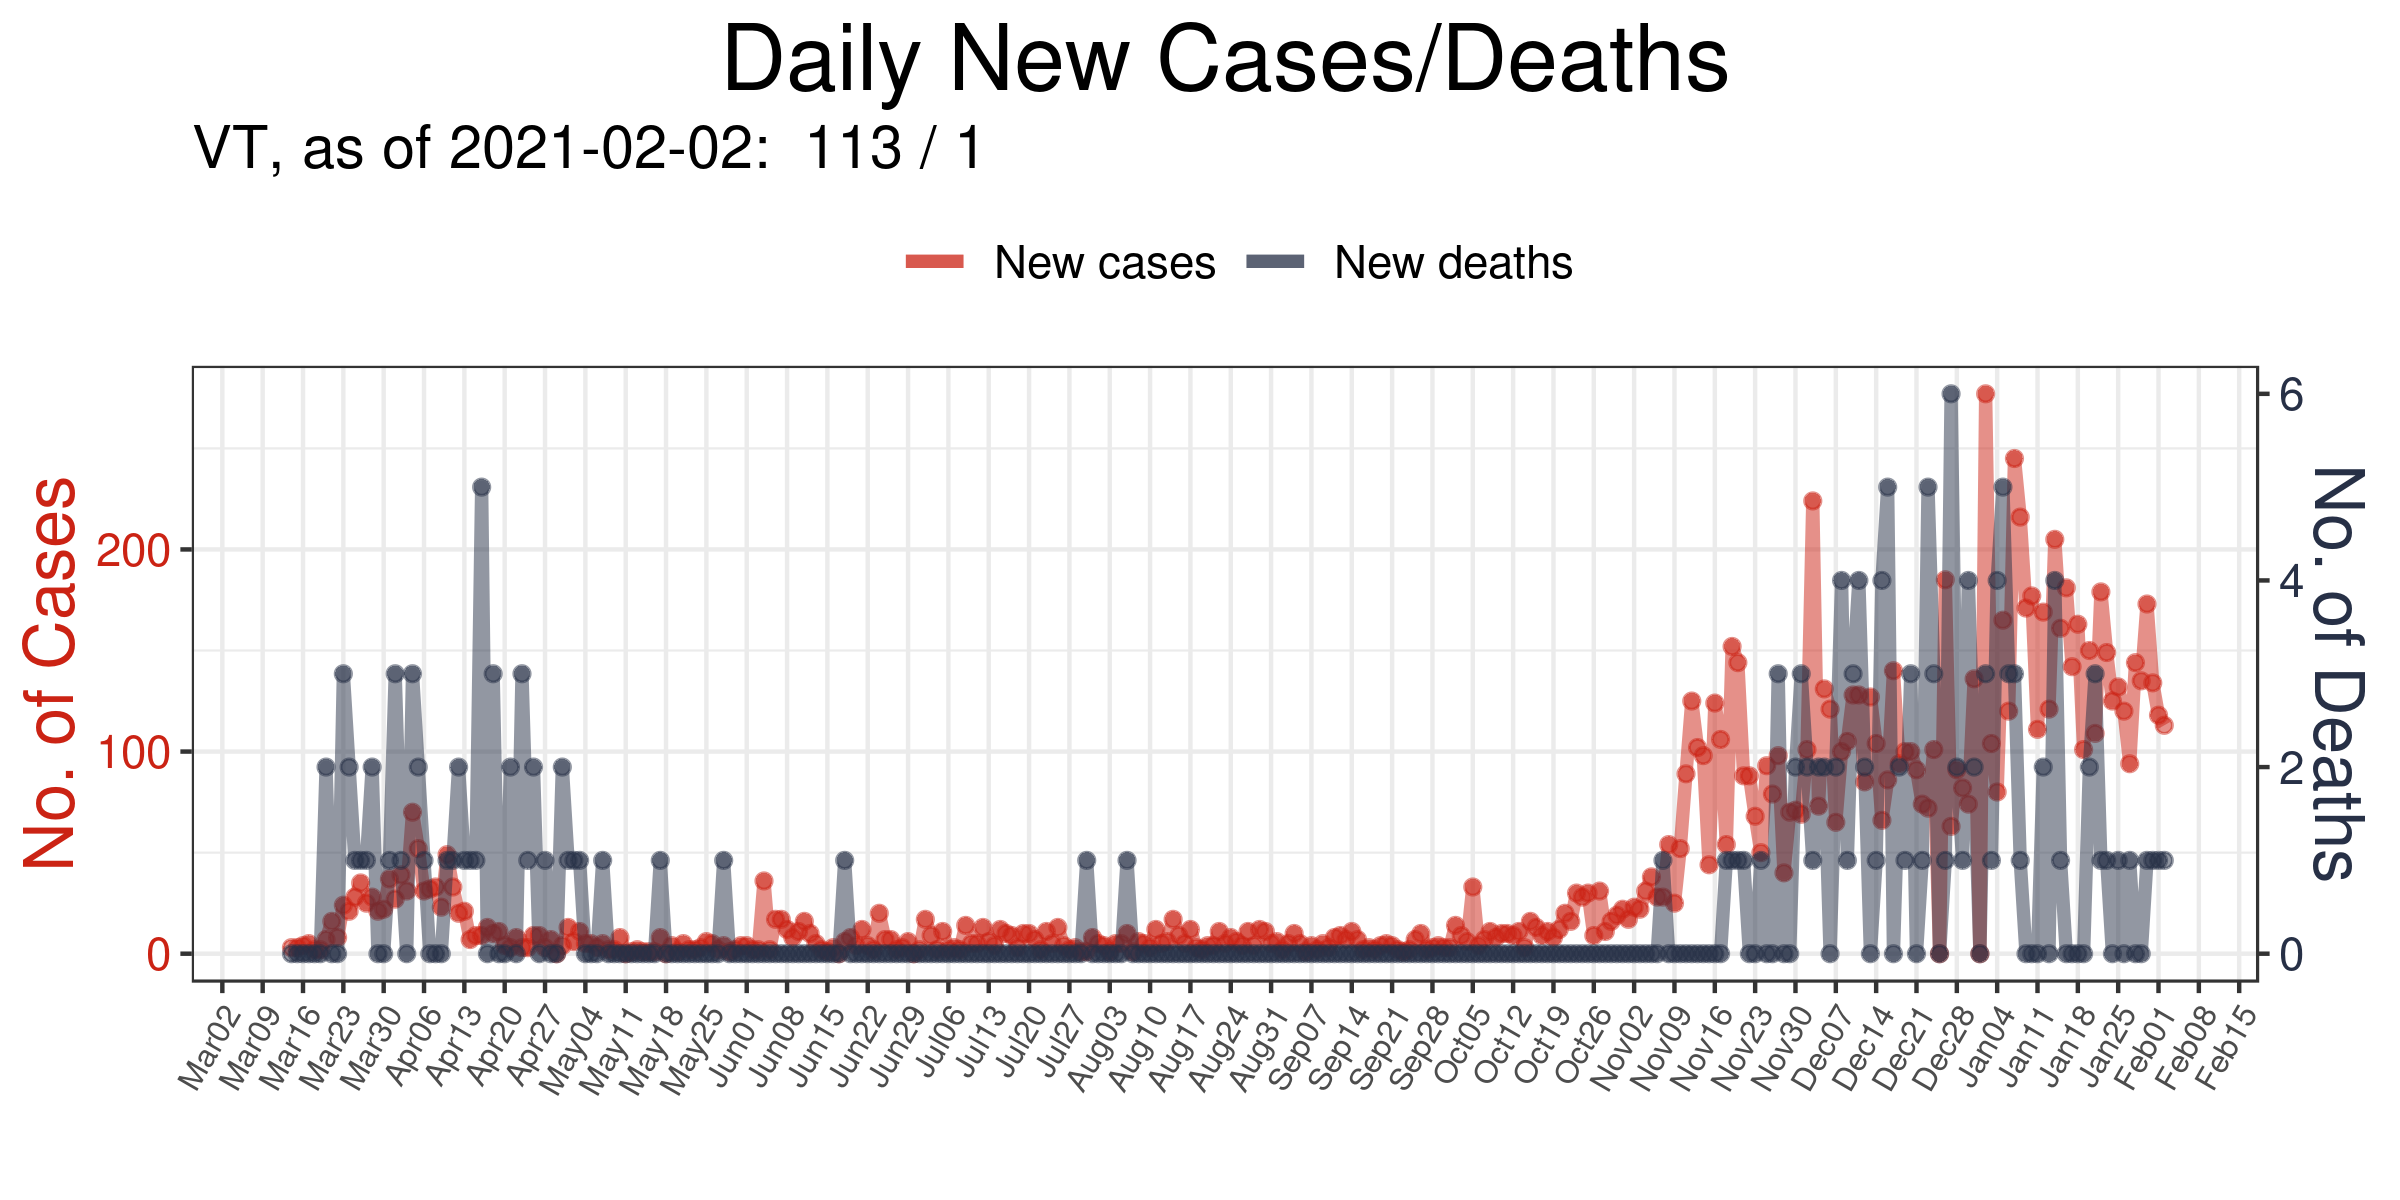 Daily New Cases/Deaths
VT, as of 2021-02-02: 113 / 1
New cases
New deaths
No. of Cases
200
100
0
6
4
2
0
No. of Deaths
Mar02
Mar09
Mar16
Mar23
Mar30
Apr06
Apr13
Apr20
Apr27
May04
May11
May18
May25
Jun01
Jun08
Jun15
Jun22
Jun29
Jul06
Jul13
Jul20
Jul27
Aug03
Aug10
Aug17
Aug24
Aug31
Sep07
Sep14
Sep21
Sep28
Oct05
Oct12
Oct19
Oct26
Nov02
Nov09
Nov16
Nov23
Nov30
Dec07
Dec14
Dec21
Dec28
Jan04
Jan11
Jan18
Jan25
Feb01
Feb08
Feb15